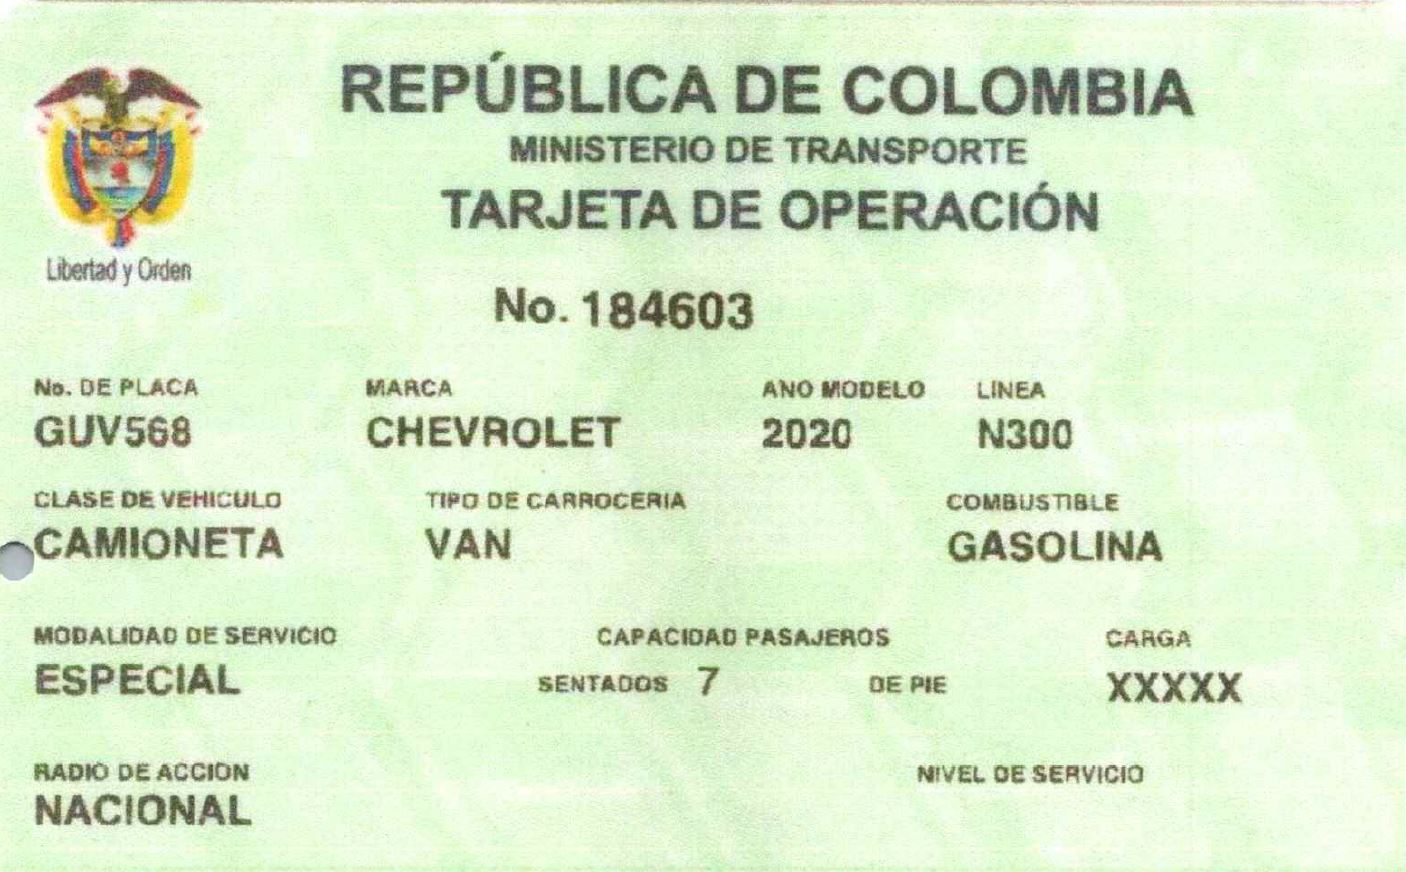 REPÚBLICA DE COLOMBIA
MINISTERIO DE TRANSPORTE
TARJETA DE OPERACIÓN
Libertad y Orden
No. 184603
No. DE PLACA MARCA ANO MODELO LINEA
GUV568 CHEVROLET 2020 N300
CLASE DE VEHICULO TIPO DE CARROCERIA COMBUSTIBLE
CAMIONETA VAN GASOLINA
MODALIDAD DE SERVICIO CAPACIDAD PASAJEROS CARGA
ESPECIAL SENTADOS 7 DE PIE XXXXX
RADIO DE ACCION NIVEL DE SERVICIO
NACIONAL